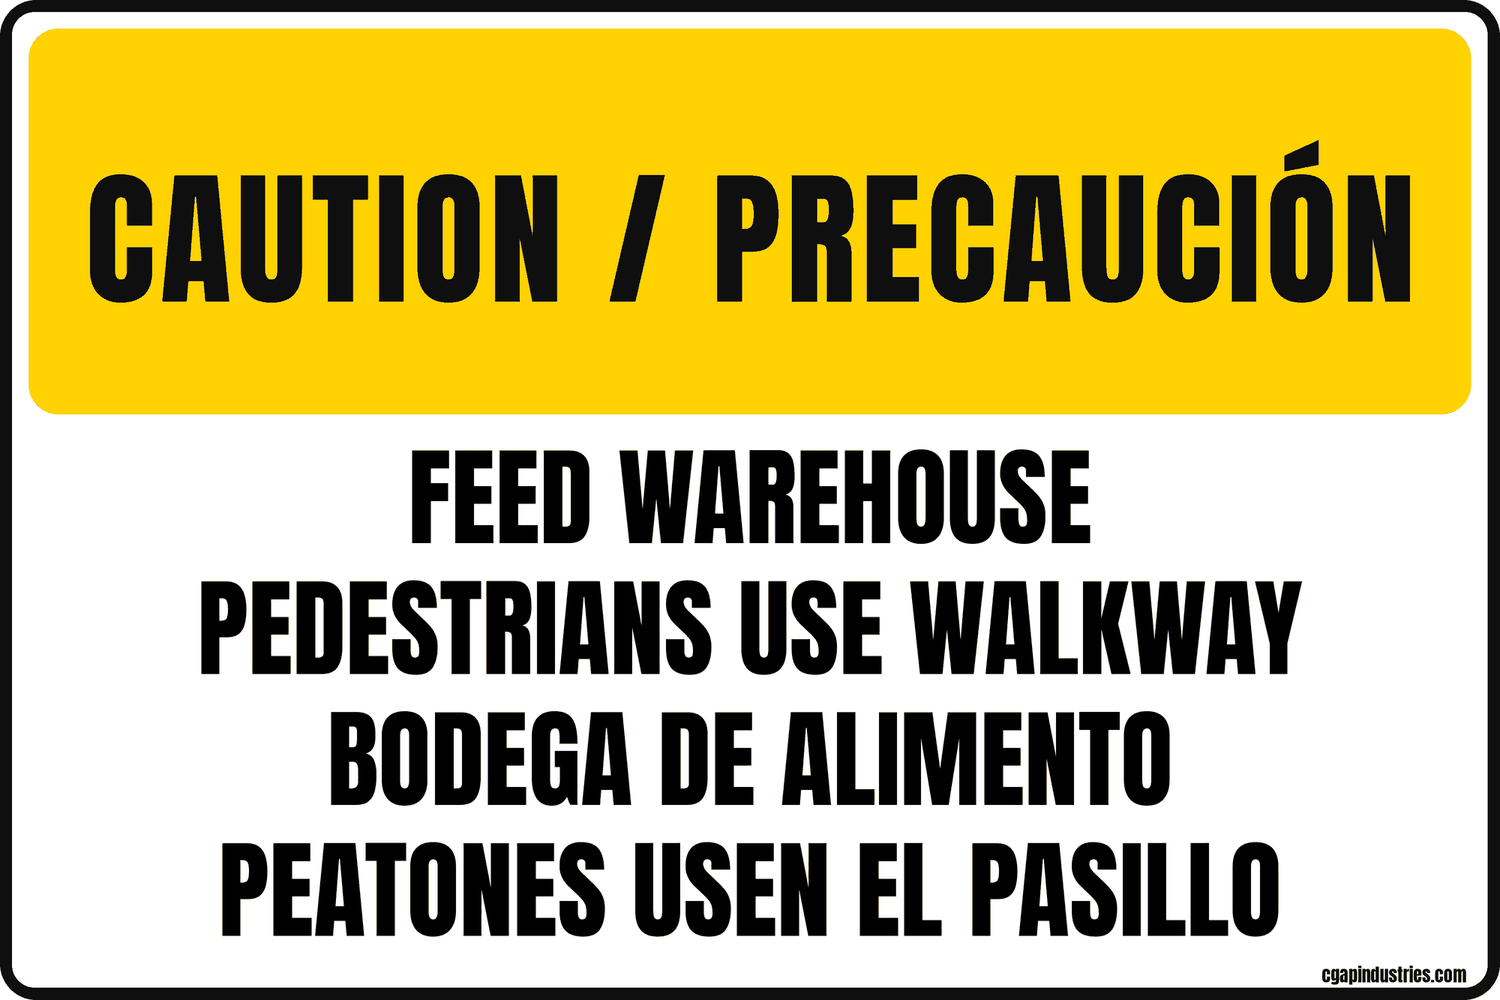 CAUTION / PRECAUCIÓN
FEED WAREHOUSE
PEDESTRIANS USE WALKWAY
BODEGA DE ALIMENTO
PEATONES USEN EL PASILLO
cgapindustries.com